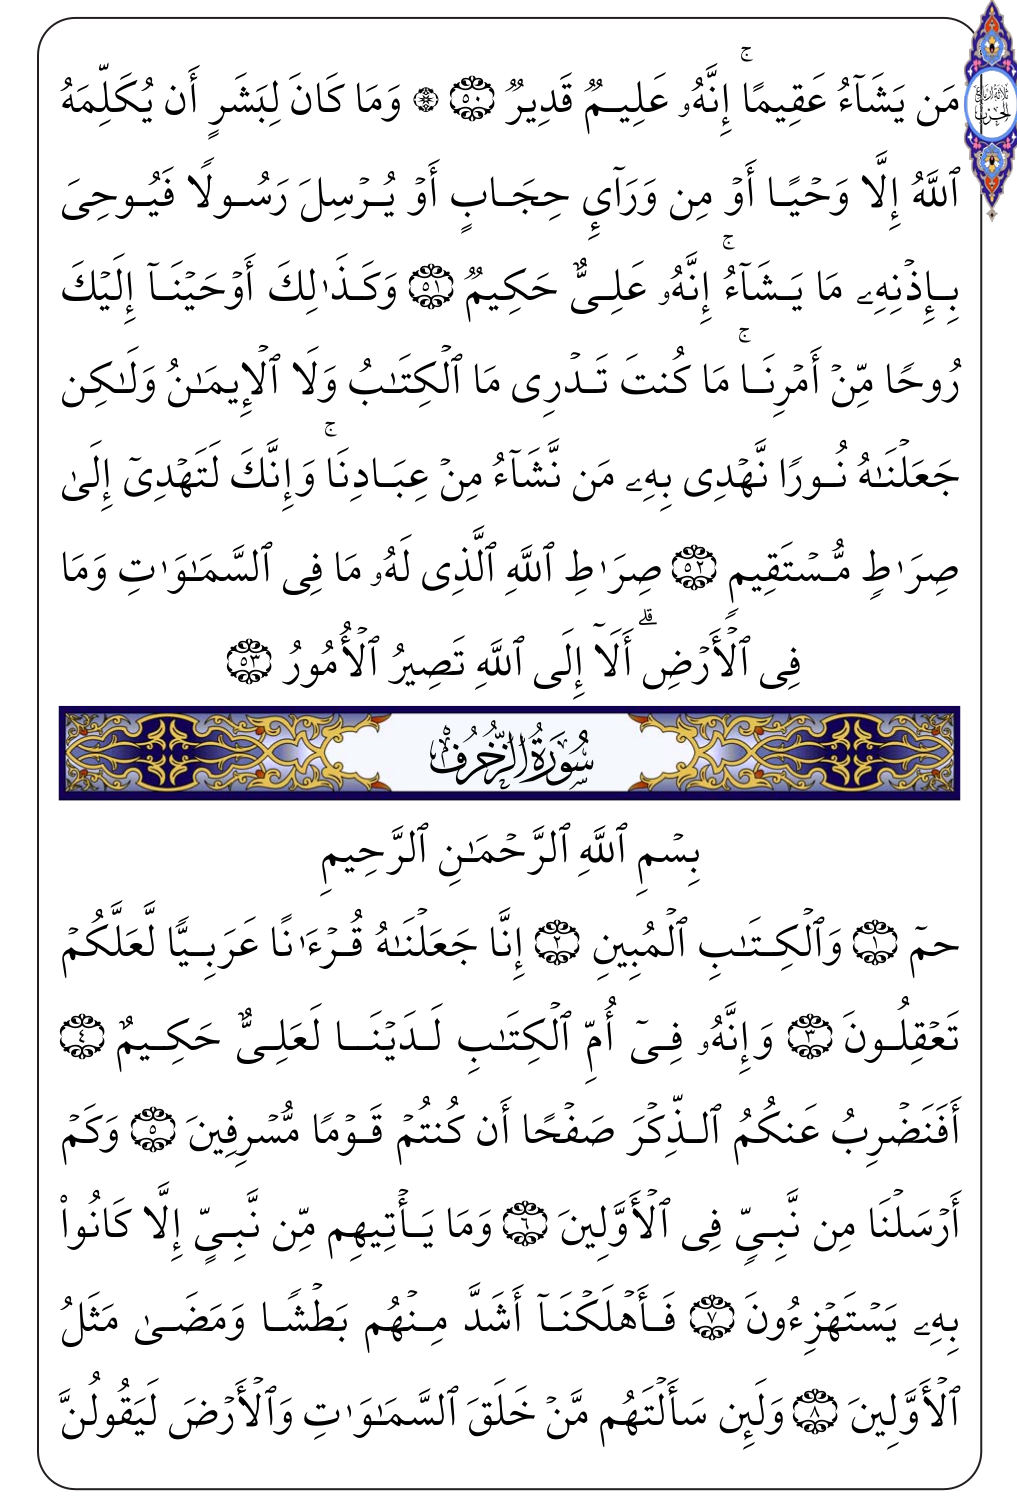 مَن يَشَآءُ عَقِيمًاۚ إِنَّهُۥ عَلِيمٌۭ قَدِيرٌۭ ٥٠ ۞ وَمَا كَانَ لِبَشَرٍ أَن يُكَلِّمَهُ
ٱللَّهُ إِلَّا وَحْيًا أَوْ مِن وَرَآئِ حِجَابٍ أَوْ يُرْسِلَ رَسُولًۭا فَيُوحِىَ
بِإِذْنِهِۦ مَا يَشَآءُۚ إِنَّهُۥ عَلِىٌّ حَكِيمٌۭ ٥١ وَكَذَٰلِكَ أَوْحَيْنَآ إِلَيْكَ
رُوحًۭا مِّنْ أَمْرِنَاۚ مَا كُنتَ تَدْرِى مَا ٱلْكِتَٰبُ وَلَا ٱلْإِيمَٰنُ وَلَٰكِن
جَعَلْنَٰهُ نُورًۭا نَّهْدِى بِهِۦ مَن نَّشَآءُ مِنْ عِبَادِنَاۚ وَإِنَّكَ لَتَهْدِىٓ إِلَىٰ
صِرَٰطٍۢ مُّسْتَقِيمٍۢ ٥٢ صِرَٰطِ ٱللَّهِ ٱلَّذِى لَهُۥ مَا فِى ٱلسَّمَٰوَٰتِ وَمَا
فِى ٱلْأَرْضِۗ أَلَآ إِلَى ٱللَّهِ تَصِيرُ ٱلْأُمُورُ ٥٣
سُورَةُ الزُّخْرُفِ
بِسْمِ ٱللَّهِ ٱلرَّحْمَٰنِ ٱلرَّحِيمِ
حمٓ ١ وَٱلْكِتَٰبِ ٱلْمُبِينِ ٢ إِنَّا جَعَلْنَٰهُ قُرْءَٰنًا عَرَبِيًّۭا لَّعَلَّكُمْ
تَعْقِلُونَ ٣ وَإِنَّهُۥ فِىٓ أُمِّ ٱلْكِتَٰبِ لَدَيْنَا لَعَلِىٌّ حَكِيمٌ ٤
أَفَنَضْرِبُ عَنكُمُ ٱلذِّكْرَ صَفْحًا أَن كُنتُمْ قَوْمًۭا مُّسْرِفِينَ ٥ وَكَمْ
أَرْسَلْنَا مِن نَّبِىٍّۢ فِى ٱلْأَوَّلِينَ ٦ وَمَا يَأْتِيهِم مِّن نَّبِىٍّ إِلَّا كَانُوا۟
بِهِۦ يَسْتَهْزِءُونَ ٧ فَأَهْلَكْنَآ أَشَدَّ مِنْهُم بَطْشًۭا وَمَضَىٰ مَثَلُ
ٱلْأَوَّلِينَ ٨ وَلَئِن سَأَلْتَهُم مَّنْ خَلَقَ ٱلسَّمَٰوَٰتِ وَٱلْأَرْضَ لَيَقُولُنَّ